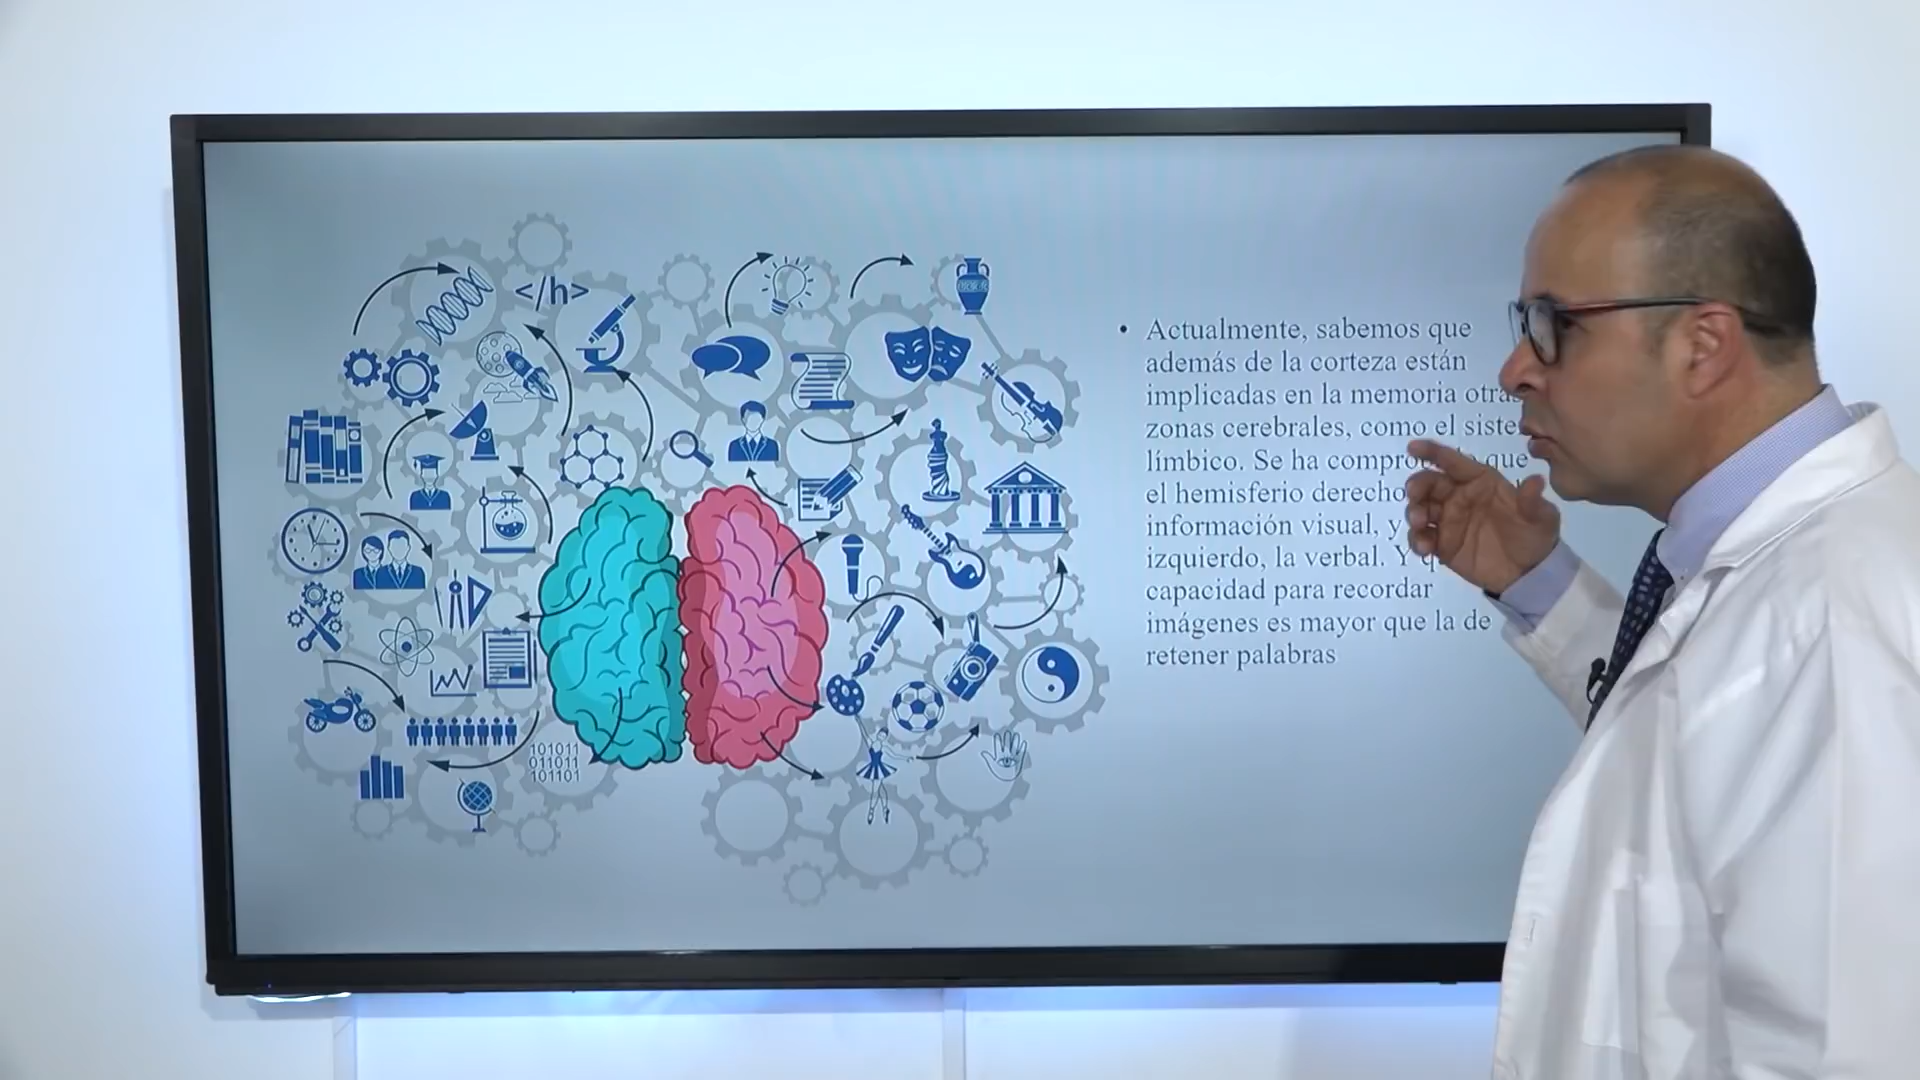 </h>
101011
011011
101101
• Actualmente, sabemos que
además de la corteza están
implicadas en la memoria otras
zonas cerebrales, como el
límbico. Se ha que
el hemisferio derecho
información visual, y
izquierdo, la verbal. Y
capacidad para recordar
imágenes es mayor que la de
retener palabras